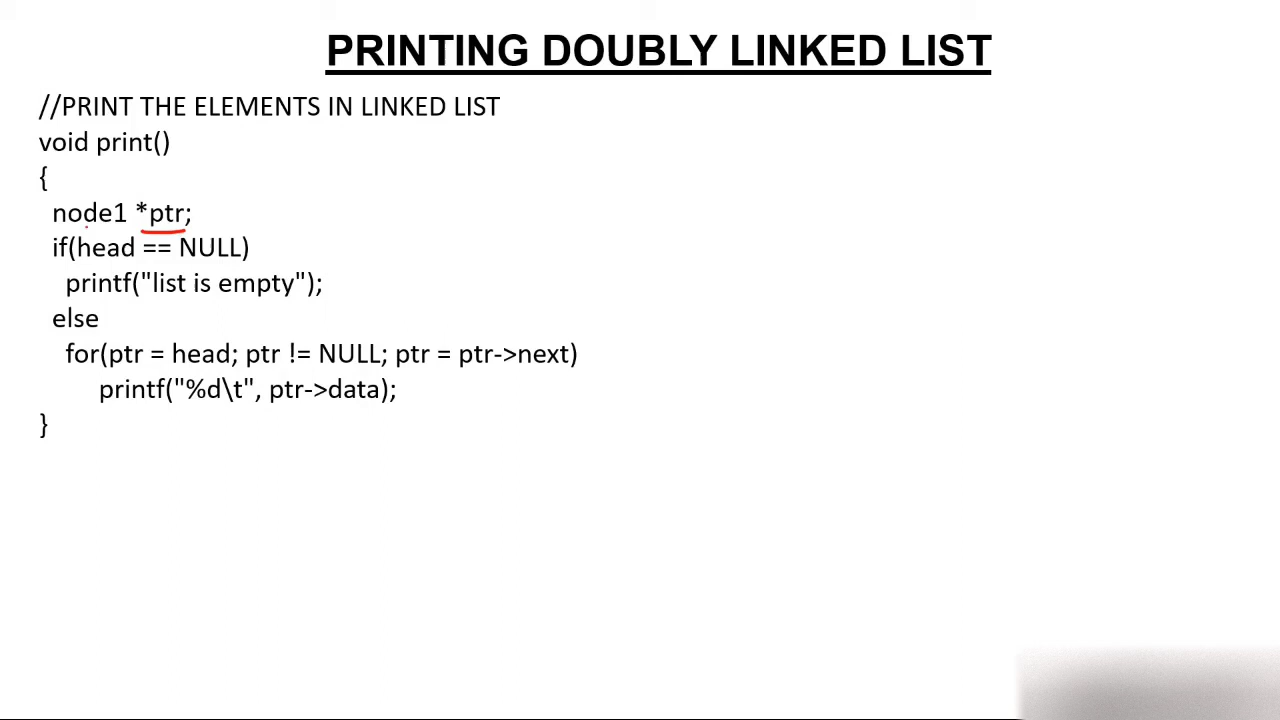 PRINTING DOUBLY LINKED LIST
//PRINT THE ELEMENTS IN LINKED LIST
void print()
{
node1 *ptr;
if(head == NULL)
printf("list is empty");
else
for(ptr = head; ptr != NULL; ptr = ptr->next)
printf("%d\t", ptr->data);
}